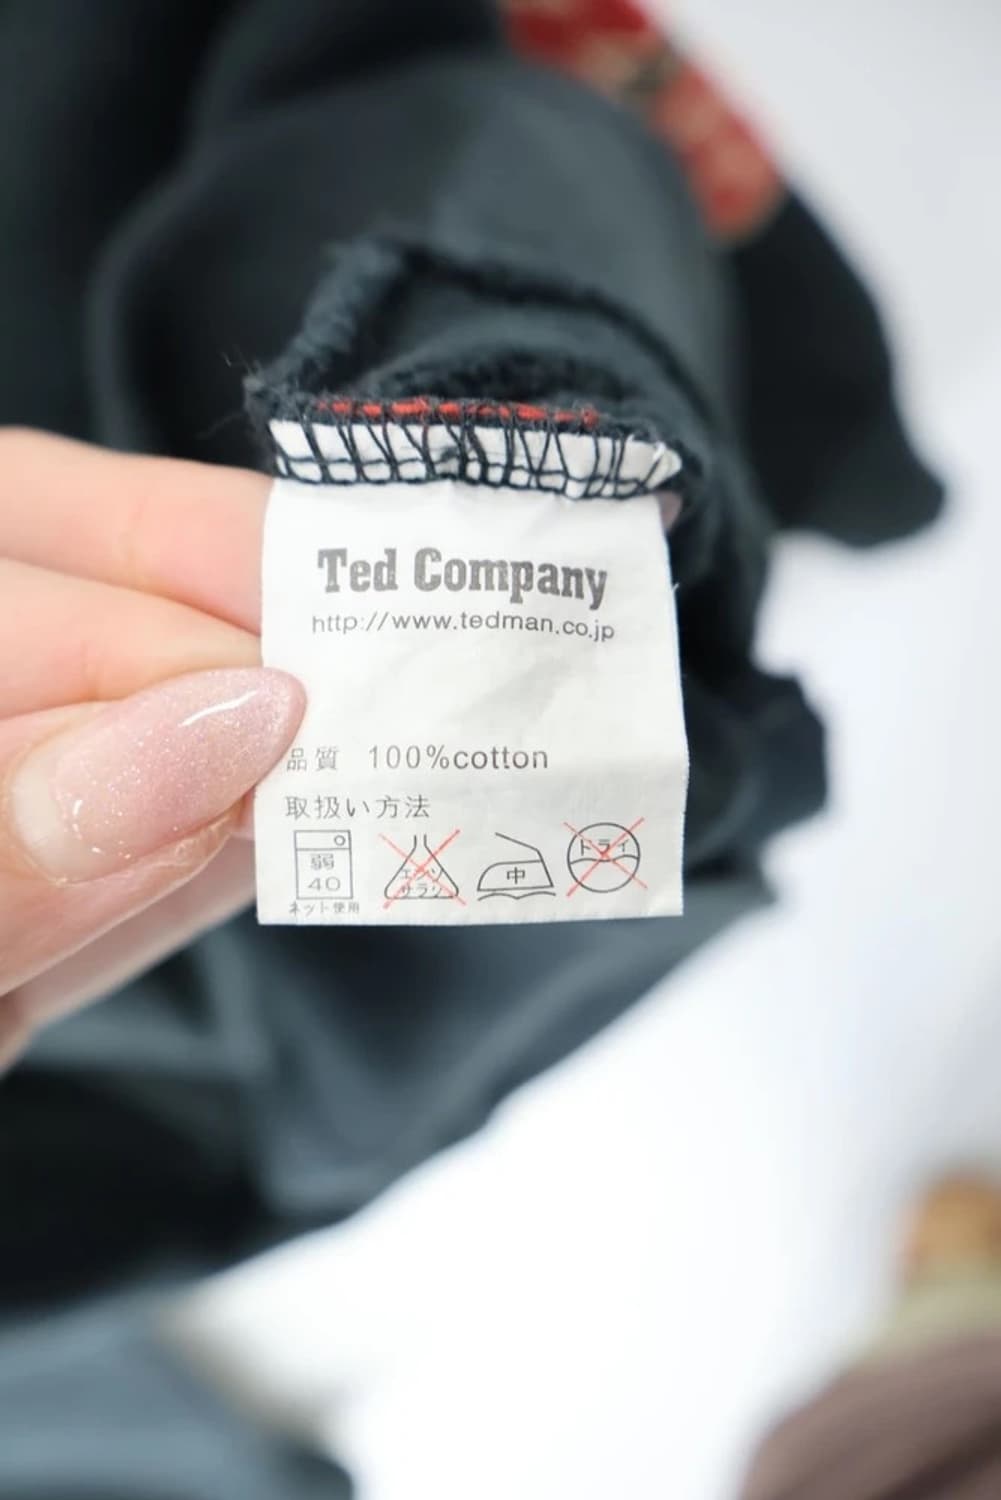 Ted Company
http://www.tedman.co.jp
品質 100%cotton
取扱い方法
弱
40
ネット使用
エンソ
サラシ
中
ドライ